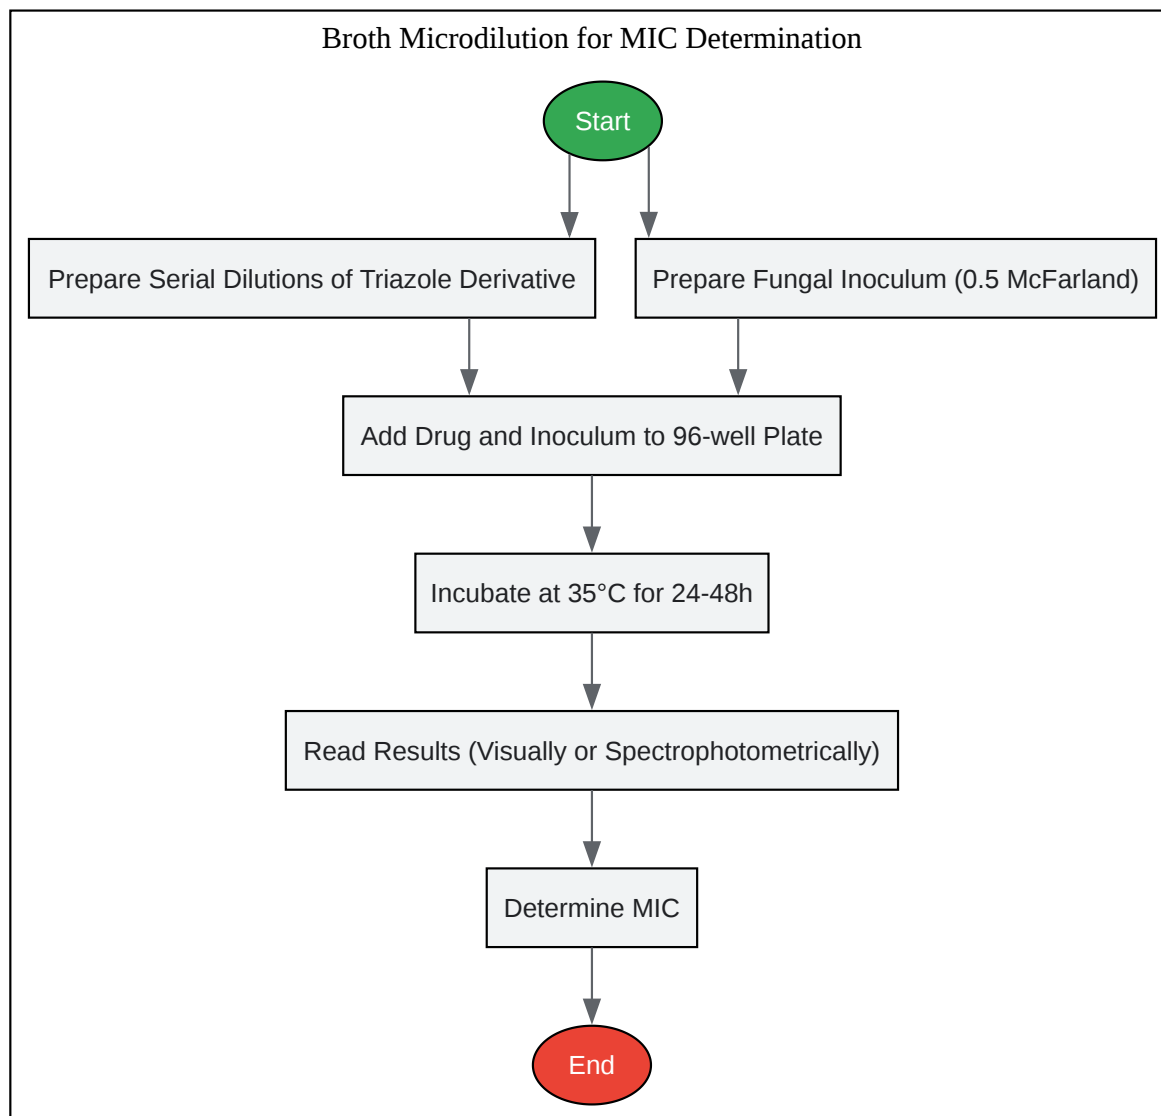 Broth Microdilution for MIC Determination
Start
Prepare Serial Dilutions of Triazole Derivative
Prepare Fungal Inoculum (0.5 McFarland)
Add Drug and Inoculum to 96-well Plate
Incubate at 35°C for 24-48h
Read Results (Visually or Spectrophotometrically)
Determine MIC
End